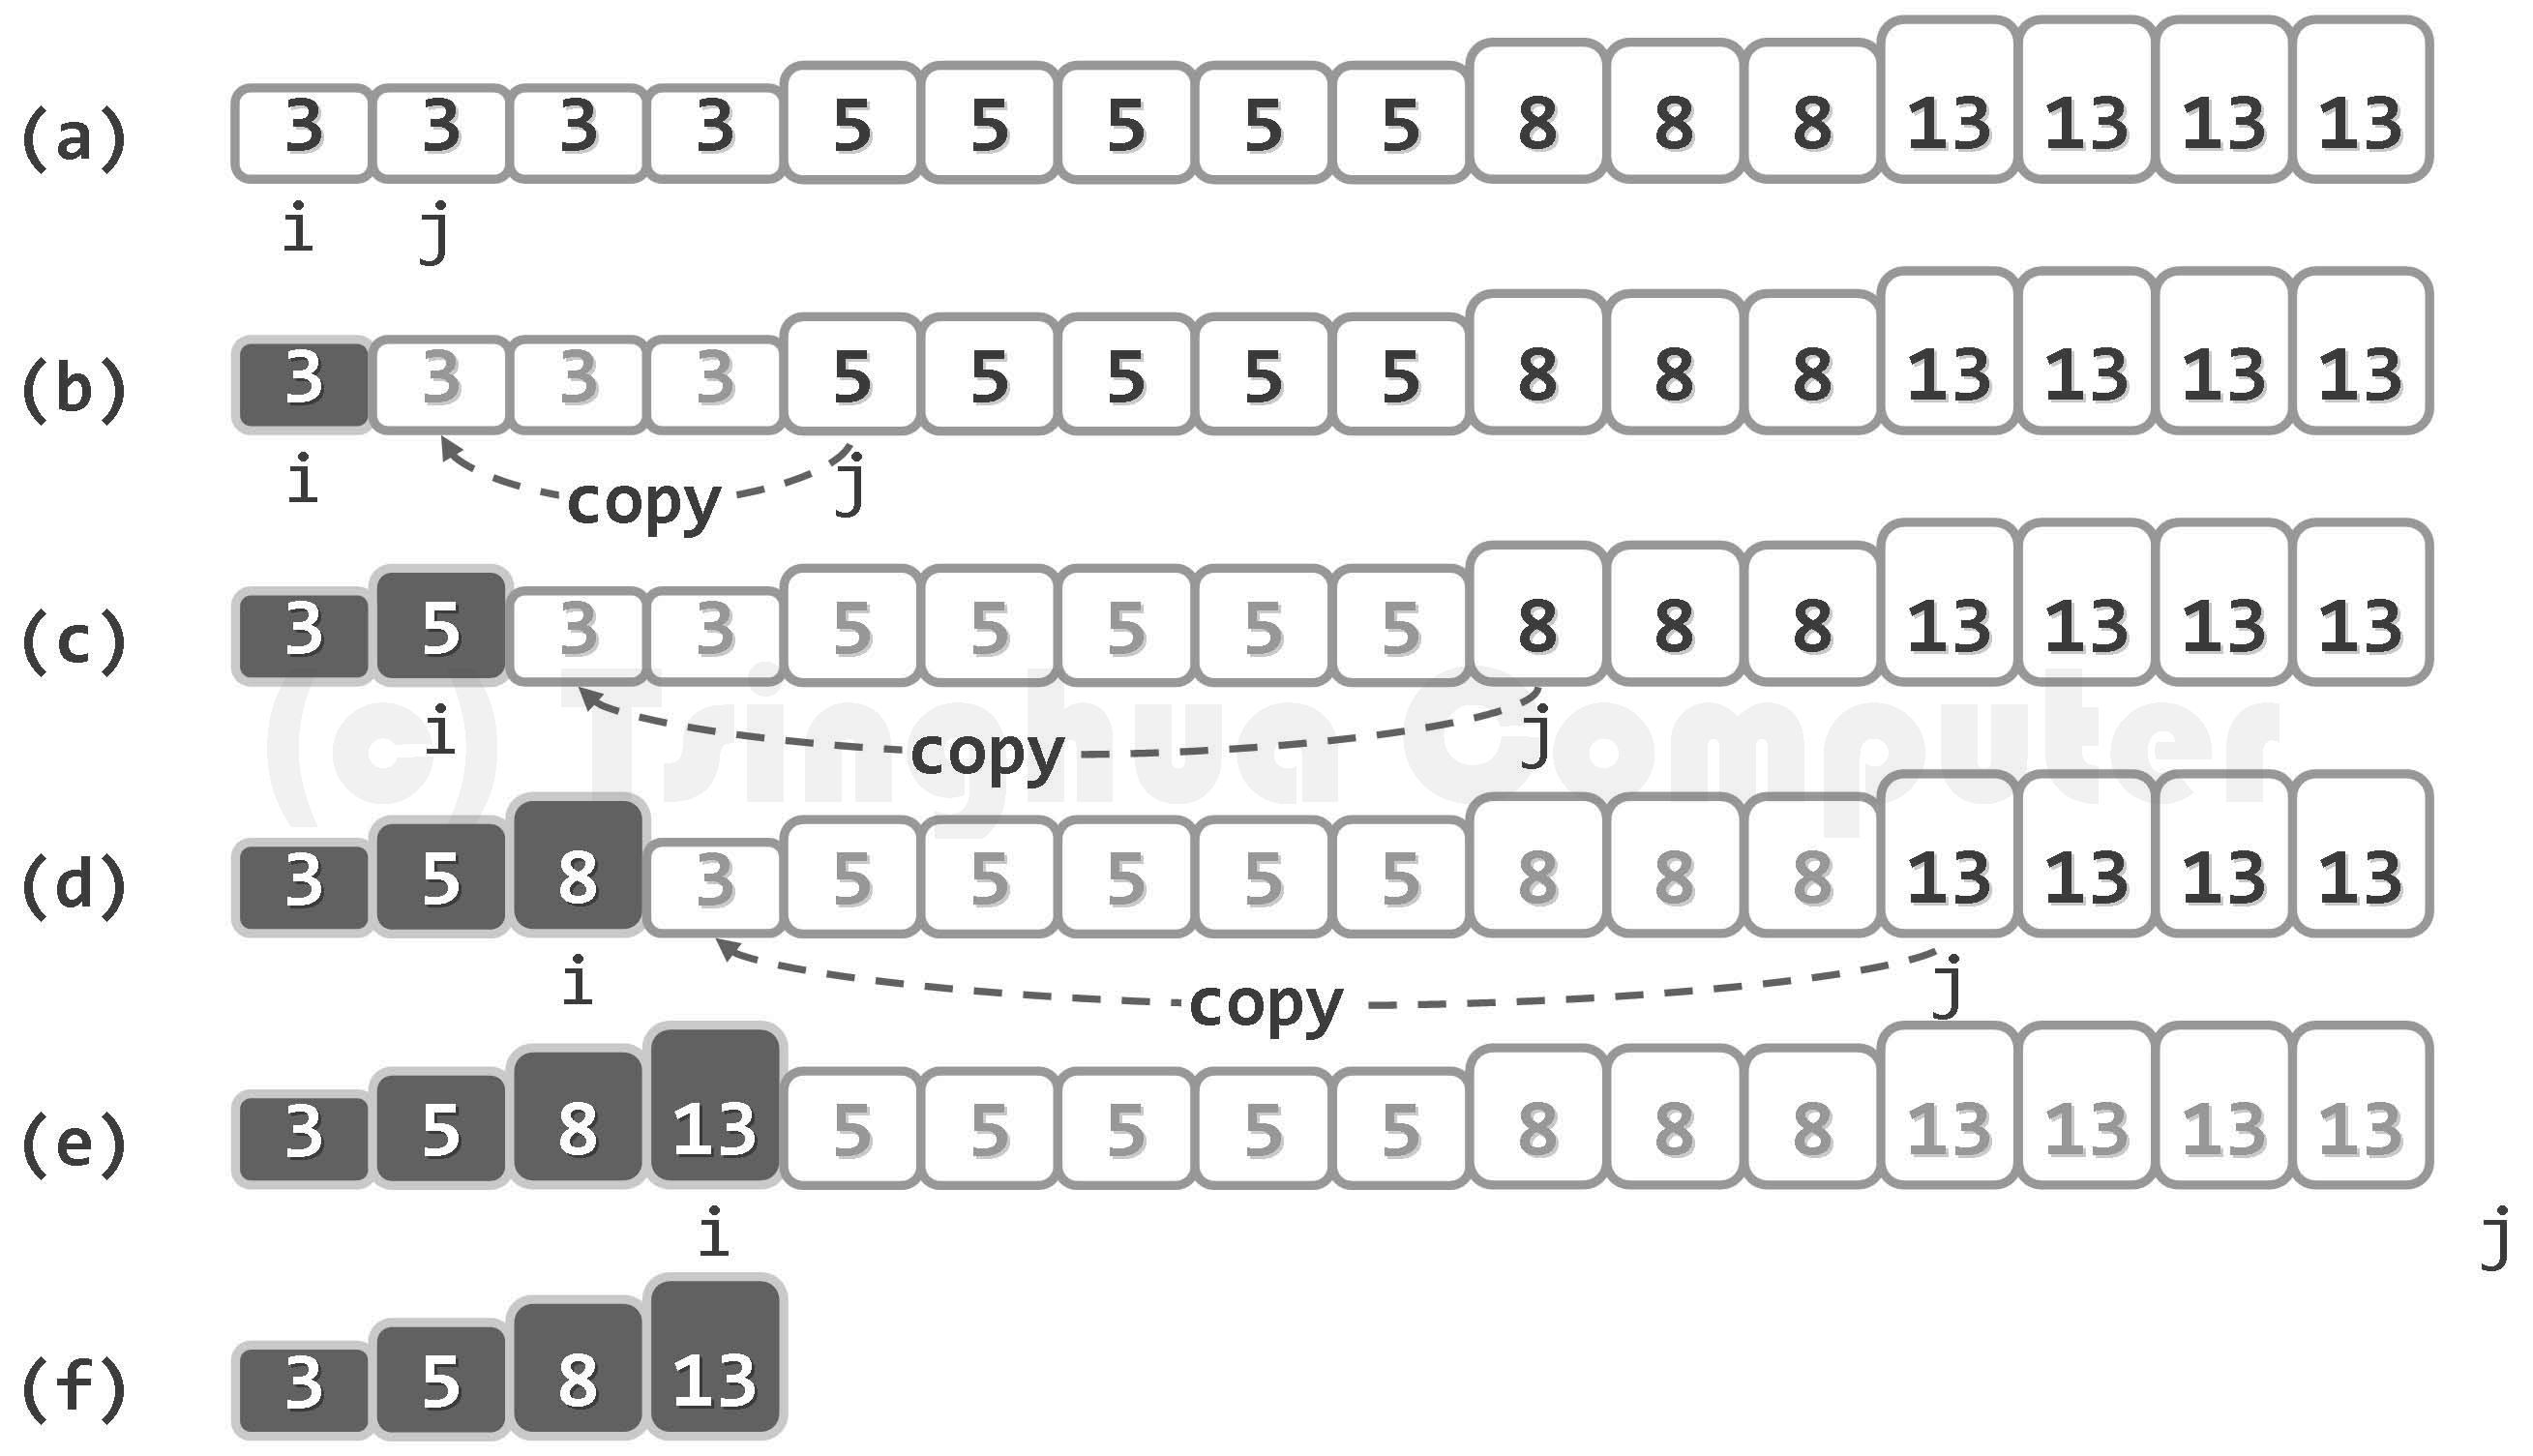 (a) 3 3 3 3 5 5 5 5 5 8 8 8 13 13 13 13
i j
(b) 3 3 3 3 5 5 5 5 5 8 8 8 13 13 13 13
i copy j
(c) 3 5 3 3 5 5 5 5 5 8 8 8 13 13 13 13
i copy j
(c) Tsinghua Computer
(d) 3 5 8 3 5 5 5 5 5 8 8 8 13 13 13 13
i copy j
(e) 3 5 8 13 5 5 5 5 5 8 8 8 13 13 13 13
i j
(f) 3 5 8 13